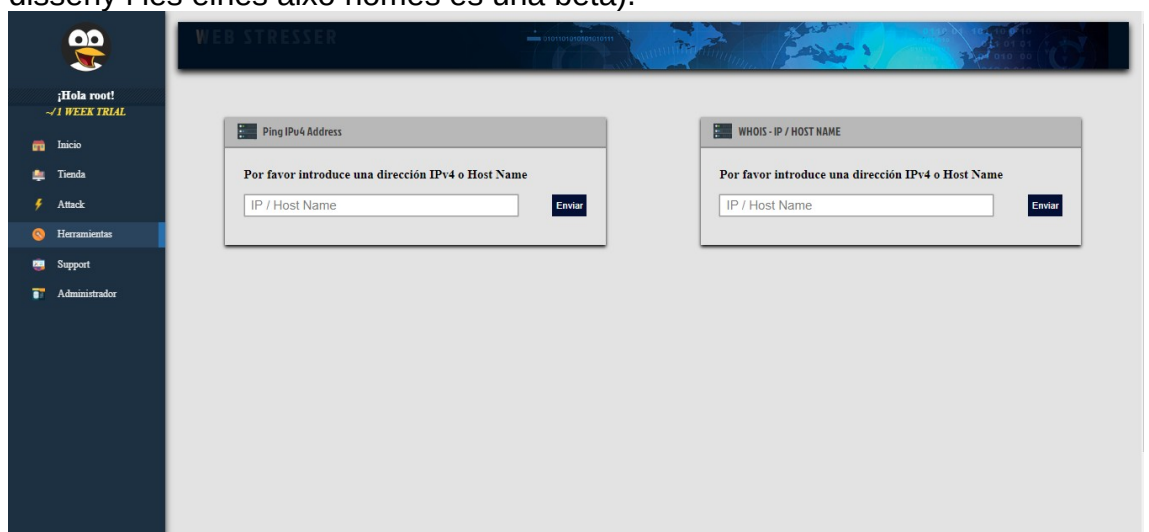 disseny i les eines això només és una beta).
WEB STRESSER
¡Hola root!
~/1 WEEK TRIAL
Inicio
Tienda
Attack
Herramientas
Support
Administrador
Ping IPv4 Address
Por favor introduce una dirección IPv4 o Host Name
IP / Host Name
Enviar
WHOIS - IP / HOST NAME
Por favor introduce una dirección IPv4 o Host Name
IP / Host Name
Enviar